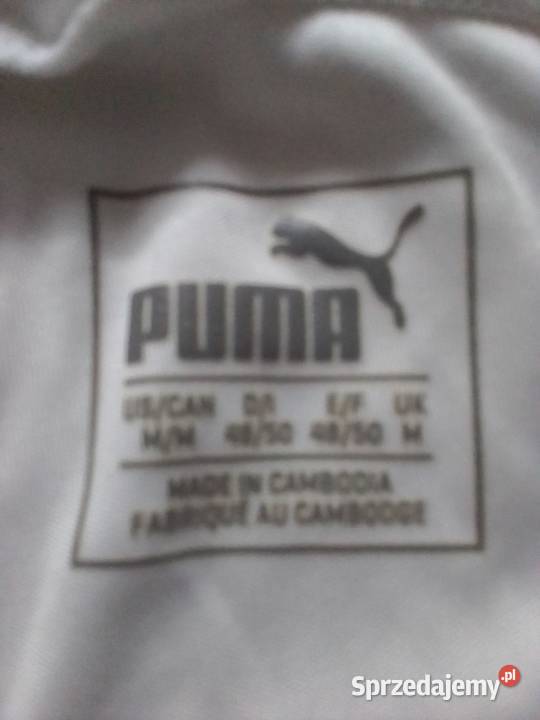 PUMA
US/CAN D/I E/F UK
M/M 48/50 48/50 M
MADE IN CAMBODIA
FABRIQUÉ AU CAMBODGE
Sprzedajemy.pl